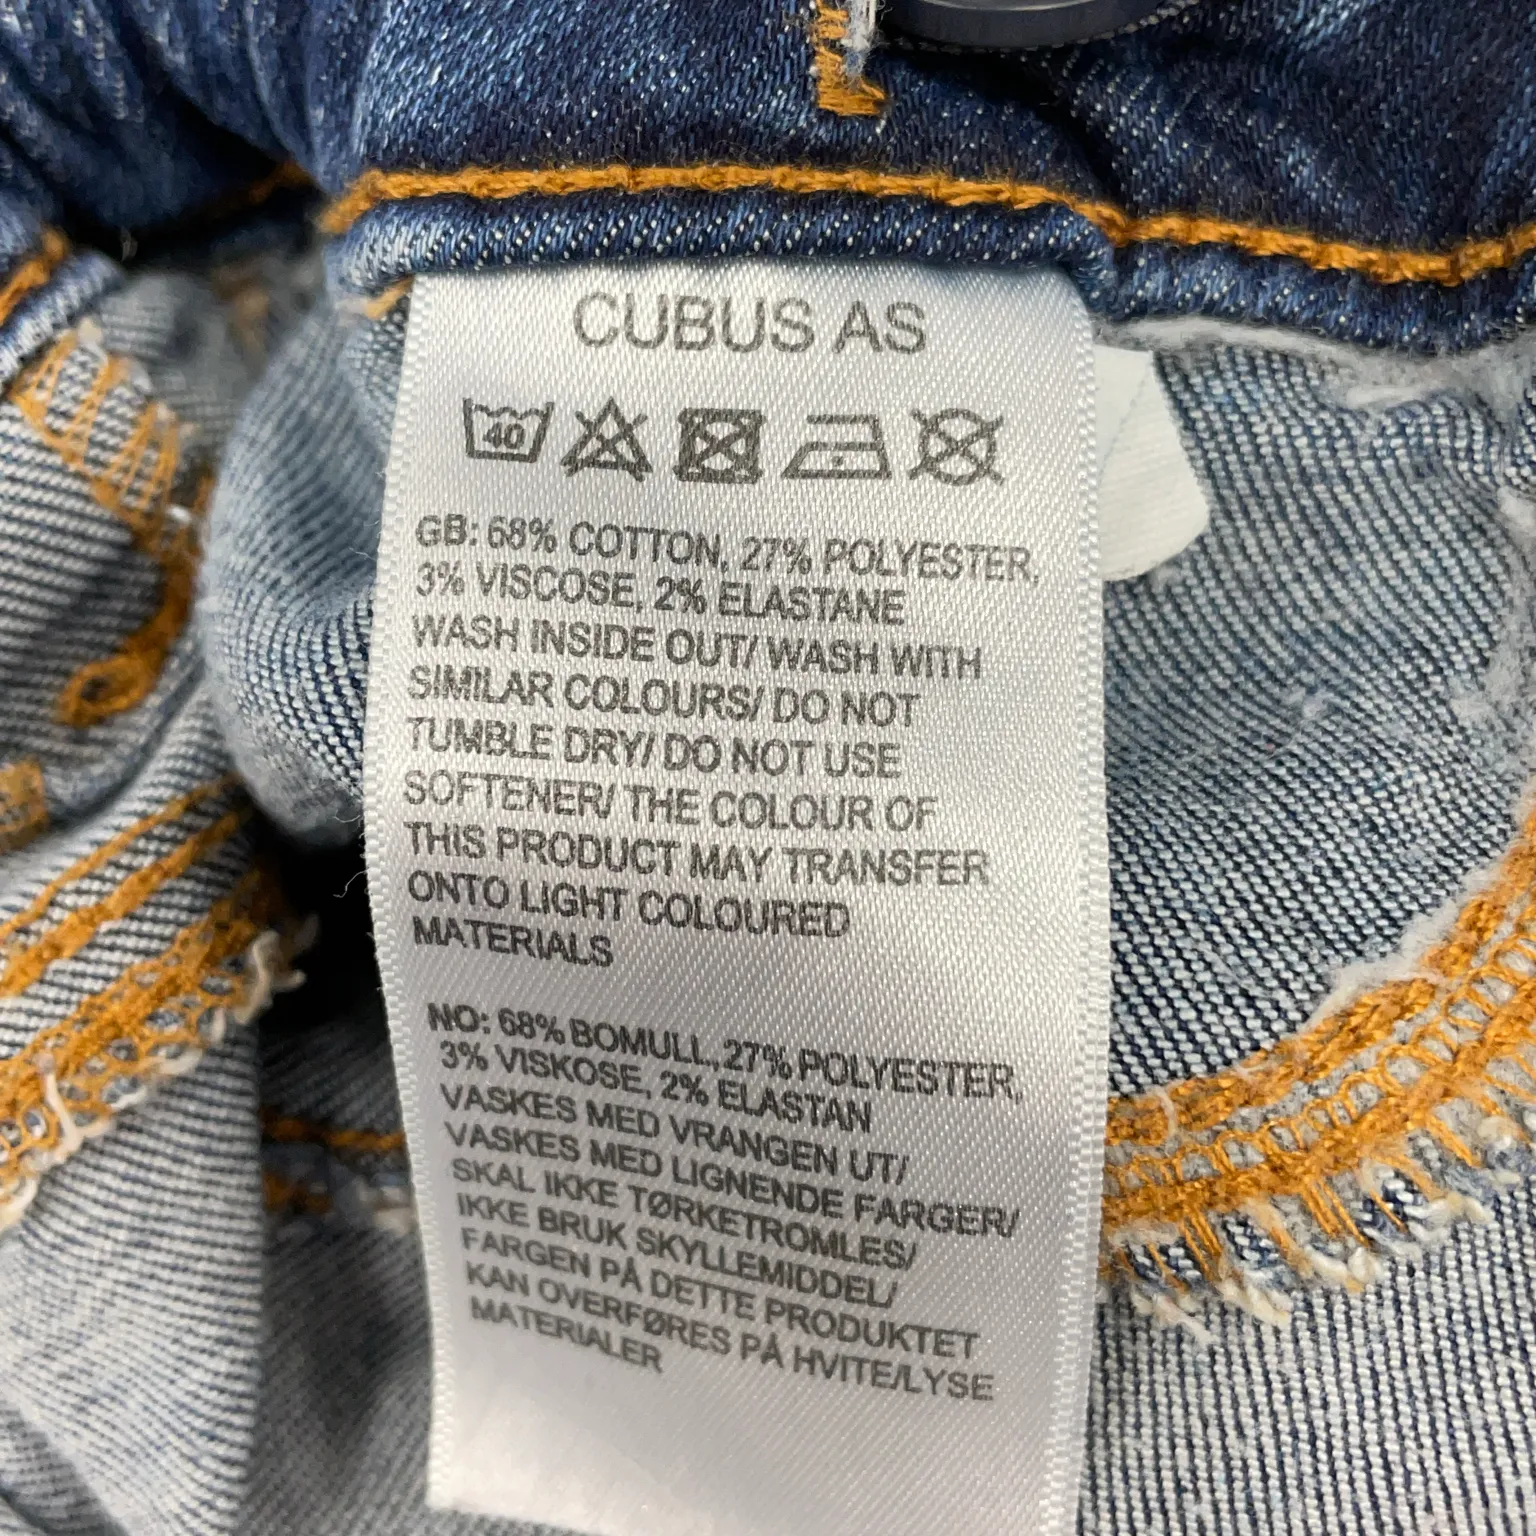 CUBUS AS
40
GB: 68% COTTON, 27% POLYESTER,
3% VISCOSE, 2% ELASTANE
WASH INSIDE OUT/ WASH WITH
SIMILAR COLOURS/ DO NOT
TUMBLE DRY/ DO NOT USE
SOFTENER/ THE COLOUR OF
THIS PRODUCT MAY TRANSFER
ONTO LIGHT COLOURED
MATERIALS
NO: 68% BOMULL, 27% POLYESTER,
3% VISKOSE, 2% ELASTAN
VASKES MED VRANGEN UT/
VASKES MED LIGNENDE FARGER/
SKAL IKKE TØRKETROMLES/
IKKE BRUK SKYLLEMIDDEL/
FARGEN PÅ DETTE PRODUKTET
KAN OVERFØRES PÅ HVITE/LYSE
MATERIALER